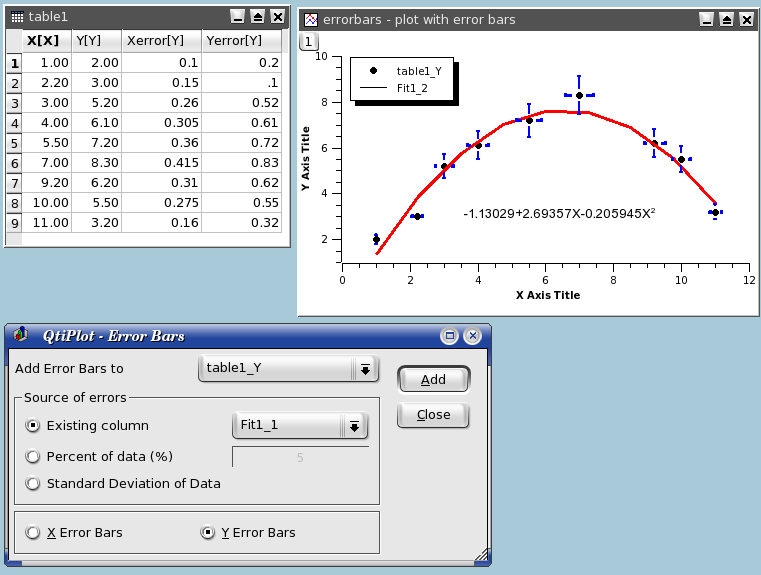 table1
X[X] Y[Y] Xerror[Y] Yerror[Y]
1 1.00 2.00 0.1 0.2
2 2.20 3.00 0.15 .1
3 3.00 5.20 0.26 0.52
4 4.00 6.10 0.305 0.61
5 5.50 7.20 0.36 0.72
6 7.00 8.30 0.415 0.83
7 9.20 6.20 0.31 0.62
8 10.00 5.50 0.275 0.55
9 11.00 3.20 0.16 0.32
errorbars - plot with error bars
1
10
8
6
4
2
Y Axis Title
table1_Y
Fit1_2
-1.13029+2.69357X-0.205945X²
0 2 4 6 8 10 12
X Axis Title
QtiPlot - Error Bars
Add Error Bars to table1_Y
Add
Source of errors
Close
Existing column Fit1_1
Percent of data (%) 5
Standard Deviation of Data
X Error Bars Y Error Bars